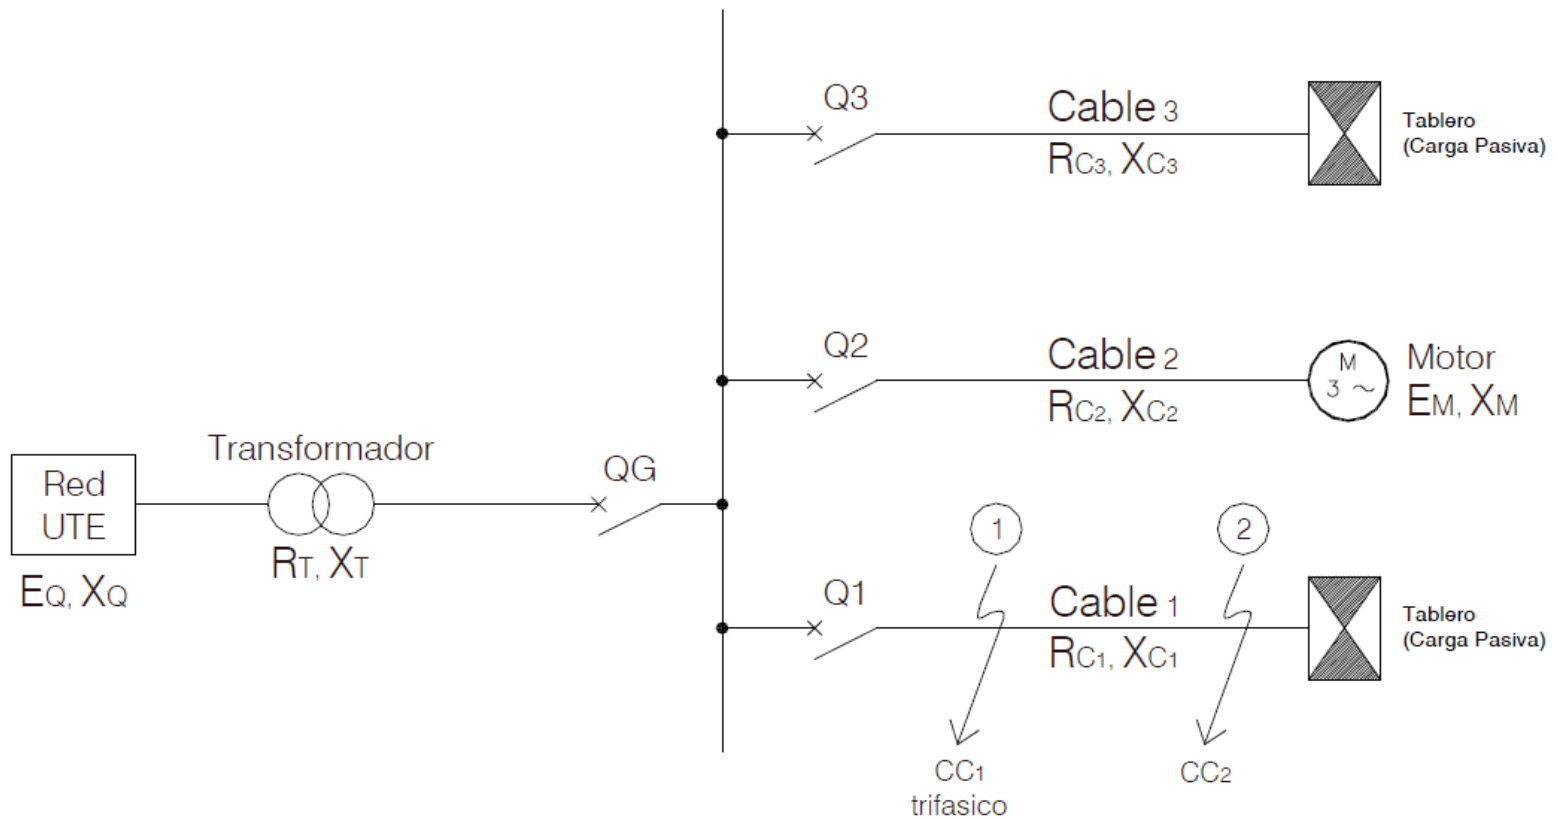 Q3
Cable 3
RC3, XC3
Tablero
(Carga Pasiva)
Q2
Cable 2
RC2, XC2
M
3 ~
Motor
EM, XM
Red
UTE
EQ, XQ
Transformador
RT, XT
QG
1
2
Q1
Cable 1
RC1, XC1
Tablero
(Carga Pasiva)
CC1
trifasico
CC2